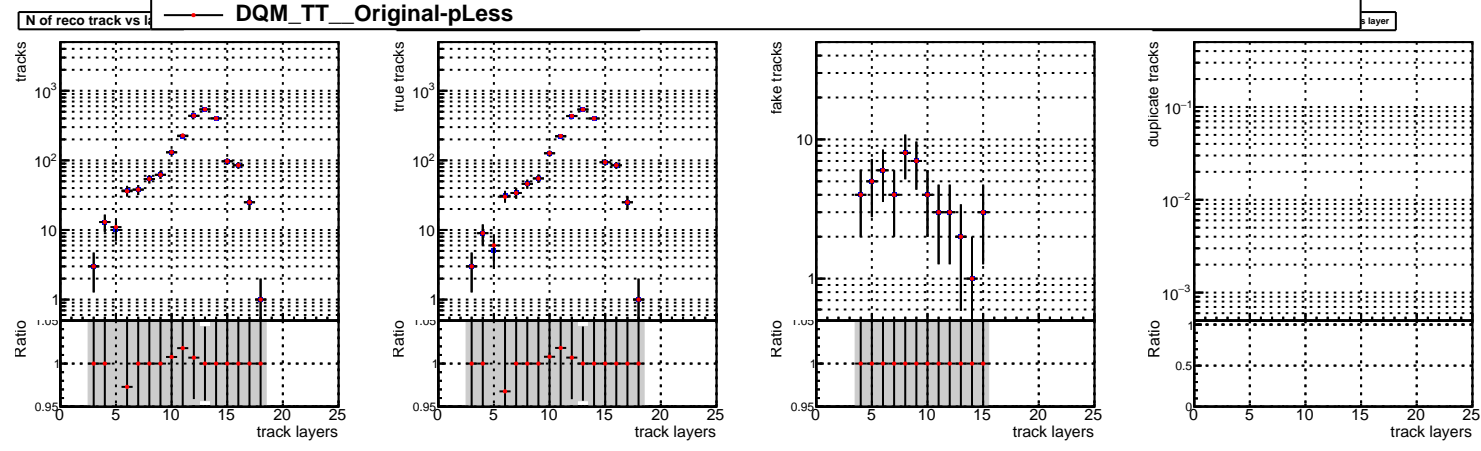 N of reco track vs la
DQM_TT__Original-pLess
s layer
tracks
10³
10²
10
1
Ratio
1.05
1
0.95
0 5 10 15 20 25
track layers
true tracks
10³
10²
10
1
Ratio
1.05
1
0.95
0 5 10 15 20 25
track layers
fake tracks
10
1
Ratio
1.05
1
0.95
0 5 10 15 20 25
track layers
duplicate tracks
10⁻¹
10⁻²
10⁻³
Ratio
1
0.5
0
0 5 10 15 20 25
track layers